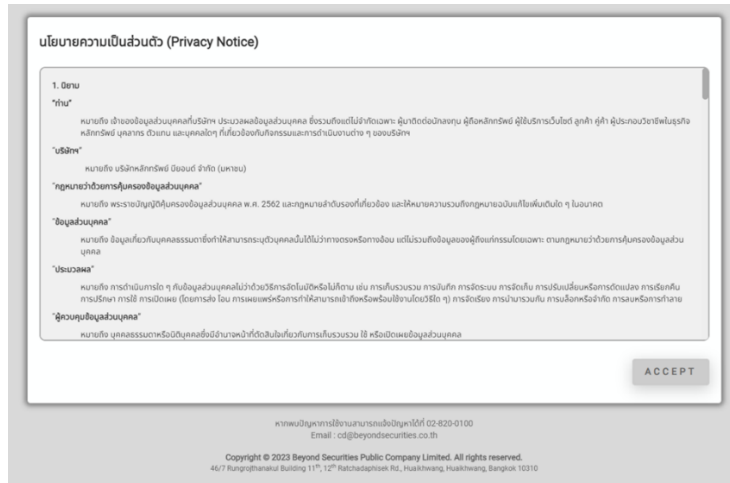 นโยบายความเป็นส่วนตัว (Privacy Notice)
1. นิยาม
"ท่าน"
หมายถึง เจ้าของข้อมูลส่วนบุคคลที่บริษัทฯ ประมวลผลข้อมูลส่วนบุคคล ซึ่งรวมถึงแต่ไม่จำกัดเฉพาะ ผู้มาติดต่อนักลงทุน ผู้ถือหลักทรัพย์ ผู้ใช้บริการเว็บไซต์ ลูกค้า คู่ค้า ผู้ประกอบวิชาชีพในธุรกิจ
หลักทรัพย์ บุคลากร ตัวแทน และบุคคลใดๆ ที่เกี่ยวข้องกับกิจกรรมและการดำเนินงานต่าง ๆ ของบริษัทฯ
"บริษัทฯ"
หมายถึง บริษัทหลักทรัพย์ บียอนด์ จำกัด (มหาชน)
"กฎหมายว่าด้วยการคุ้มครองข้อมูลส่วนบุคคล"
หมายถึง พระราชบัญญัติคุ้มครองข้อมูลส่วนบุคคล พ.ศ. 2562 และกฎหมายลำดับรองที่เกี่ยวข้อง และให้หมายความรวมถึงกฎหมายฉบับแก้ไขเพิ่มเติมใด ๆ ในอนาคต
"ข้อมูลส่วนบุคคล"
หมายถึง ข้อมูลเกี่ยวกับบุคคลธรรมดาซึ่งทำให้สามารถระบุตัวบุคคลนั้นได้ไม่ว่าทางตรงหรือทางอ้อม แต่ไม่รวมถึงข้อมูลของผู้ถึงแก่กรรมโดยเฉพาะ ตามกฎหมายว่าด้วยการคุ้มครองข้อมูลส่วน
บุคคล
"ประมวลผล"
หมายถึง การดำเนินการใด ๆ กับข้อมูลส่วนบุคคลไม่ว่าด้วยวิธีการอัตโนมัติหรือไม่ก็ตาม เช่น การเก็บรวบรวม การบันทึก การจัดระบบ การจัดเก็บ การปรับเปลี่ยนหรือการดัดแปลง การเรียกคืน
การปรึกษา การใช้ การเปิดเผย (โดยการส่ง โอน การเผยแพร่หรือการทำให้สามารถเข้าถึงหรือพร้อมใช้งานโดยวิธีใด ๆ) การจัดเรียง การนำมารวมกัน การบล็อกหรือจำกัด การลบหรือการทำลาย
"ผู้ควบคุมข้อมูลส่วนบุคคล"
หมายถึง บุคคลธรรมดาหรือนิติบุคคลซึ่งมีอำนาจหน้าที่ตัดสินใจเกี่ยวกับการเก็บรวบรวม ใช้ หรือเปิดเผยข้อมูลส่วนบุคคล
ACCEPT
หากพบปัญหาการใช้งานสามารถแจ้งปัญหาได้ที่ 02-820-0100
Email : cd@beyondsecurities.co.th
Copyright © 2023 Beyond Securities Public Company Limited. All rights reserved.
46/7 Rungrojthanakul Building 11th, 12th Ratchadaphisek Rd., Huaikhwang, Huaikhwang, Bangkok 10310